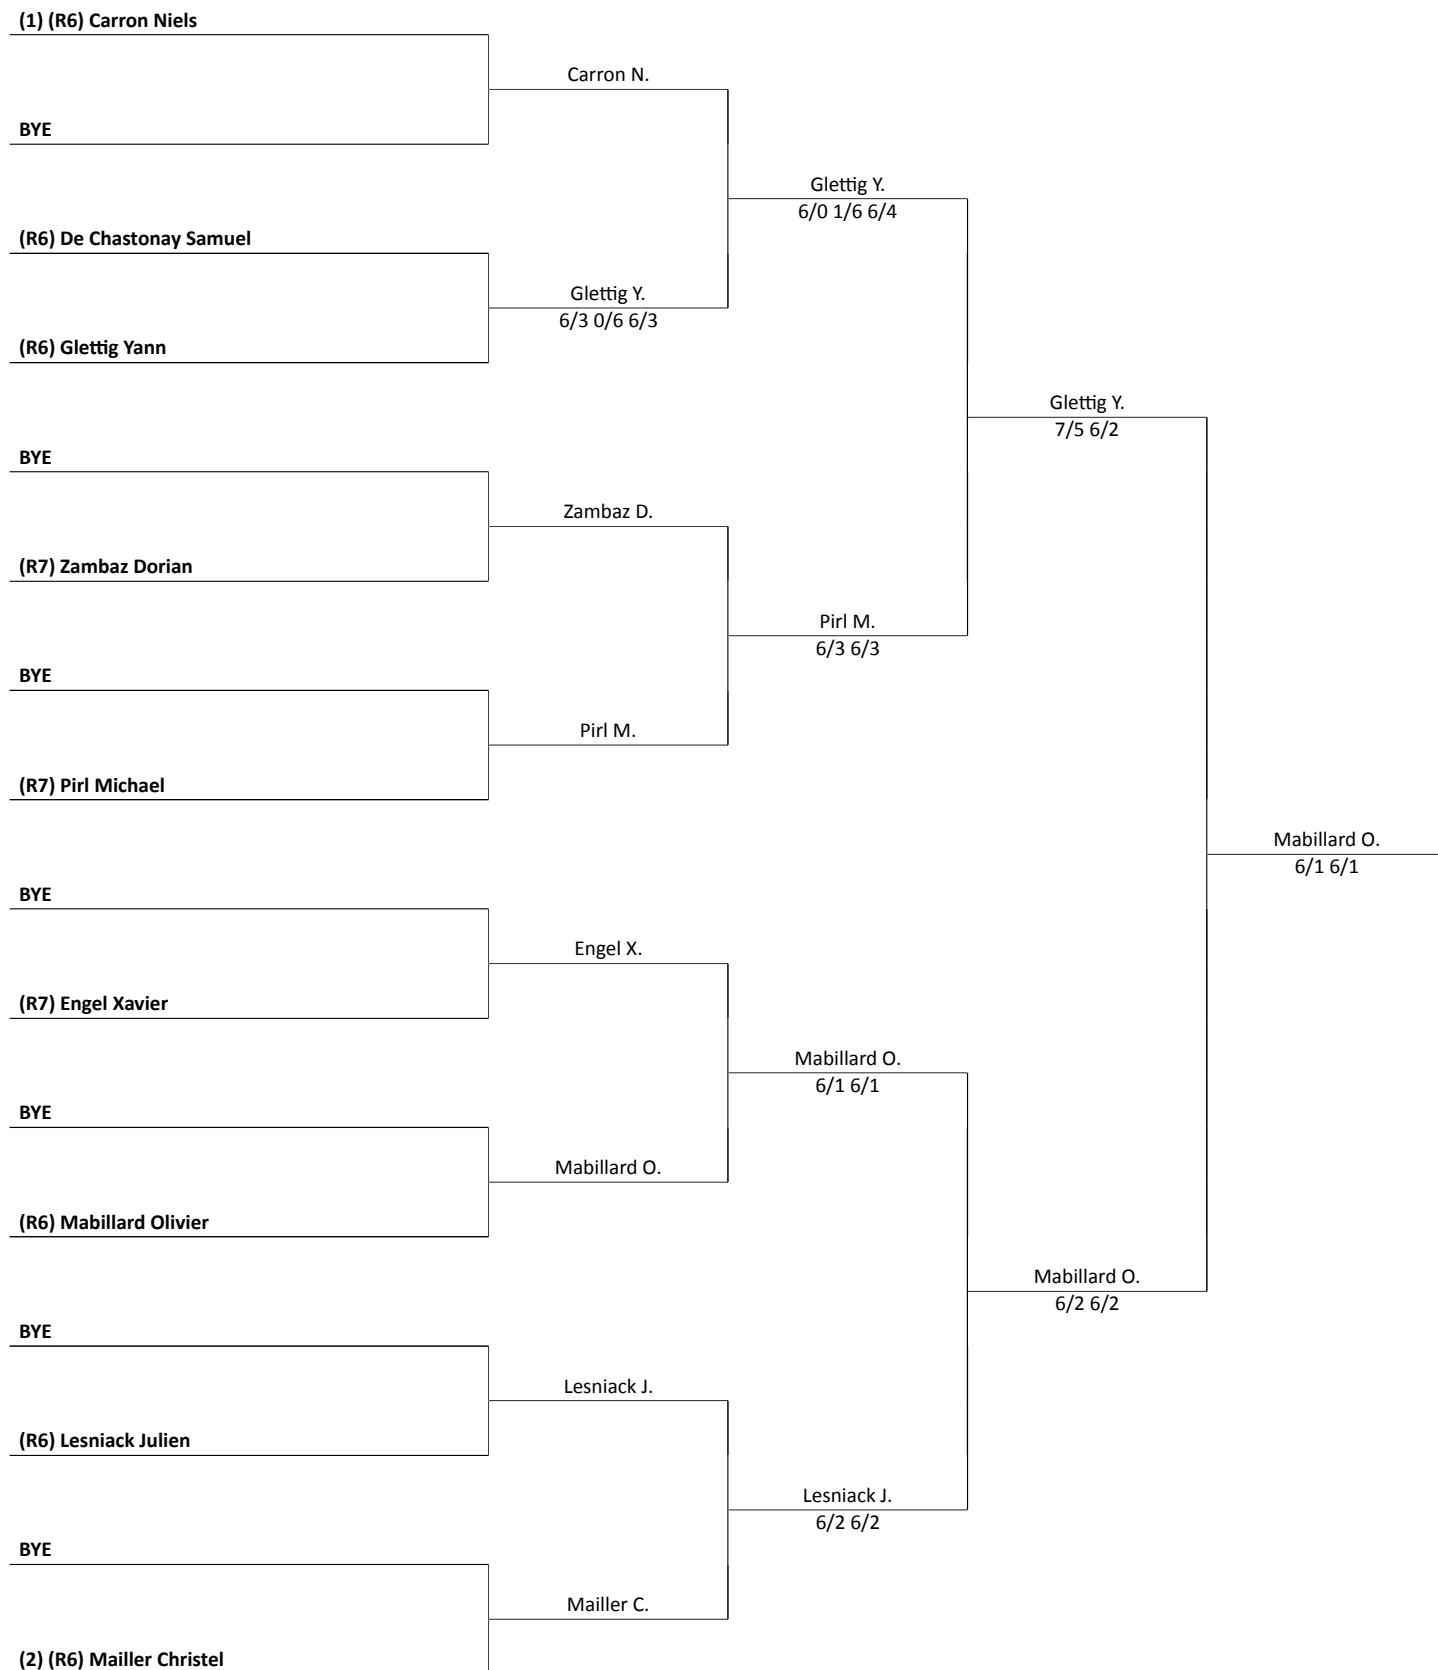 (1) (R6) Carron Niels
Carron N.
BYE
Glettig Y.
6/0 1/6 6/4
(R6) De Chastonay Samuel
Glettig Y.
6/3 0/6 6/3
(R6) Glettig Yann
Glettig Y.
7/5 6/2
BYE
Zambaz D.
(R7) Zambaz Dorian
Pirl M.
6/3 6/3
BYE
Pirl M.
(R7) Pirl Michael
Mabillard O.
6/1 6/1
BYE
Engel X.
(R7) Engel Xavier
Mabillard O.
6/1 6/1
BYE
Mabillard O.
(R6) Mabillard Olivier
Mabillard O.
6/2 6/2
BYE
Lesniack J.
(R6) Lesniack Julien
Lesniack J.
6/2 6/2
BYE
Mailler C.
(2) (R6) Mailler Christel